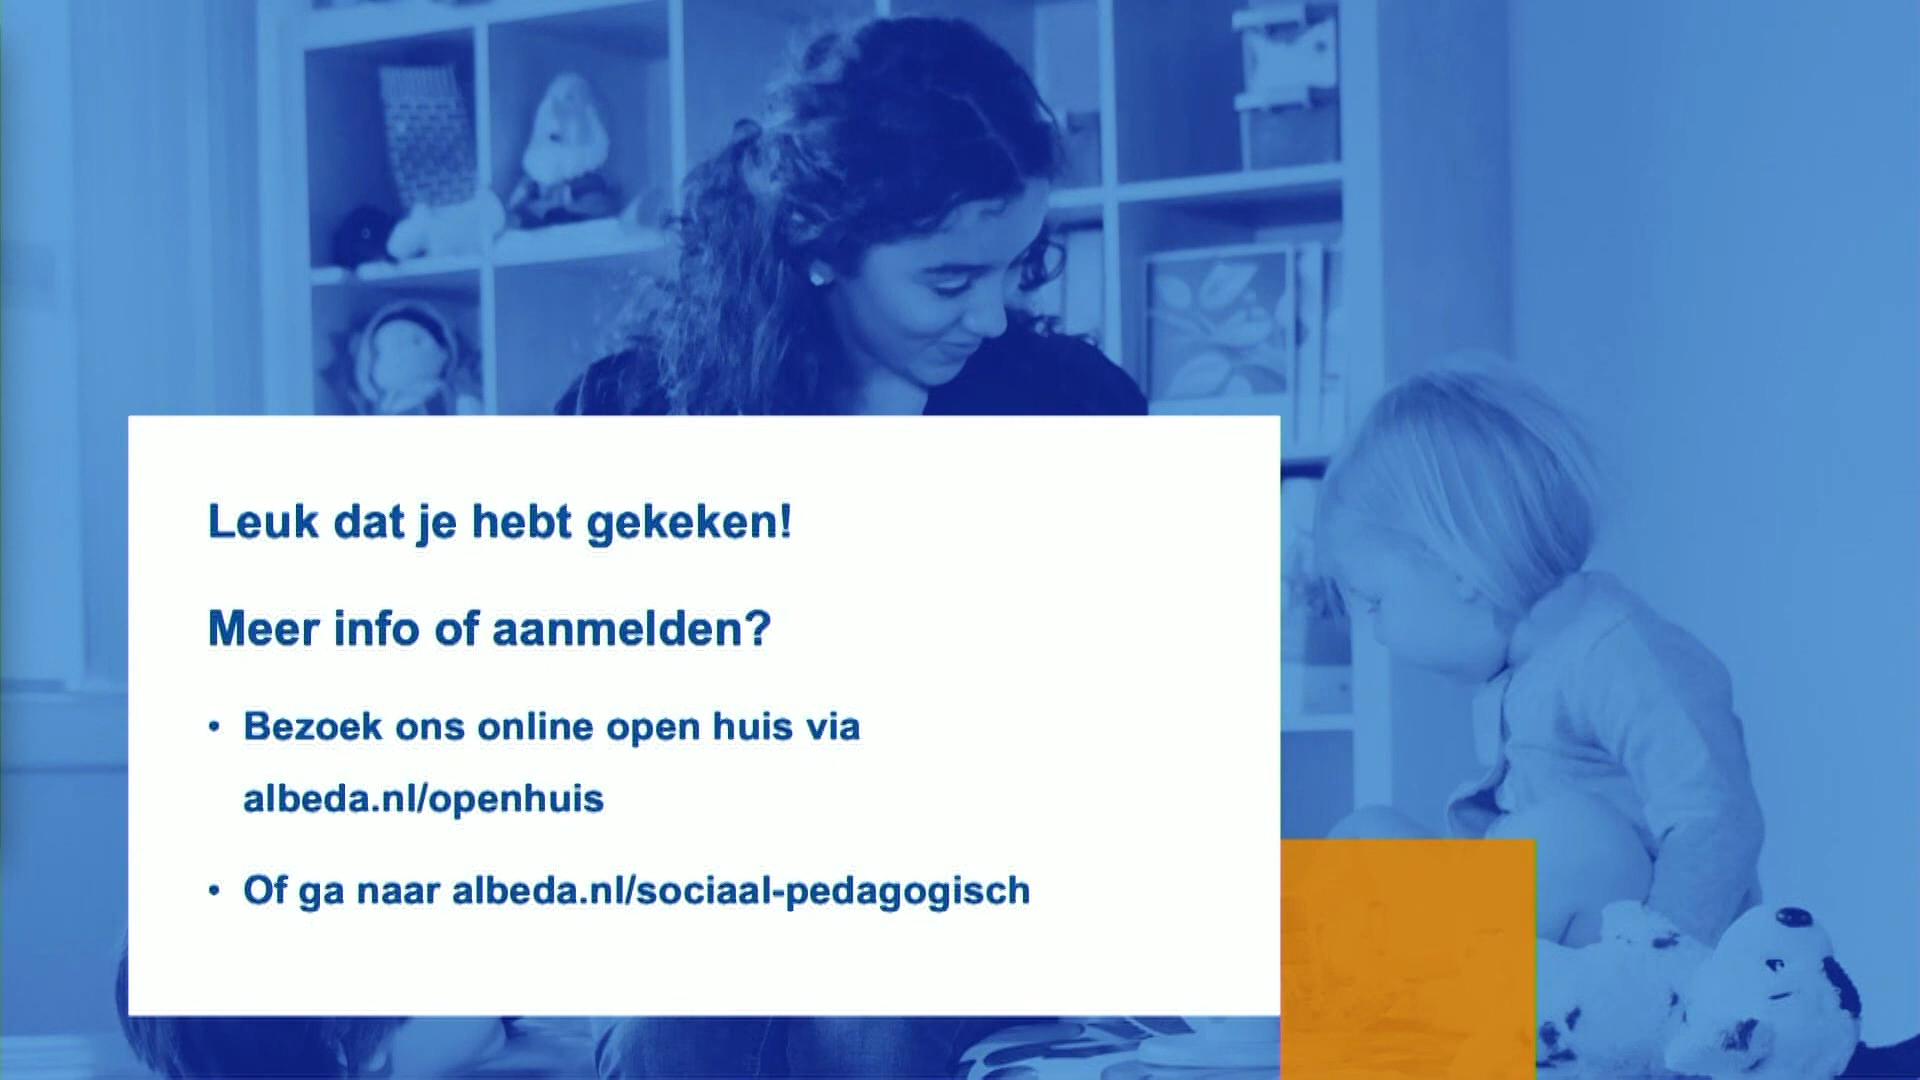 Leuk dat je hebt gekeken!
Meer info of aanmelden?
• Bezoek ons online open huis via
albeda.nl/openhuis
• Of ga naar albeda.nl/sociaal-pedagogisch